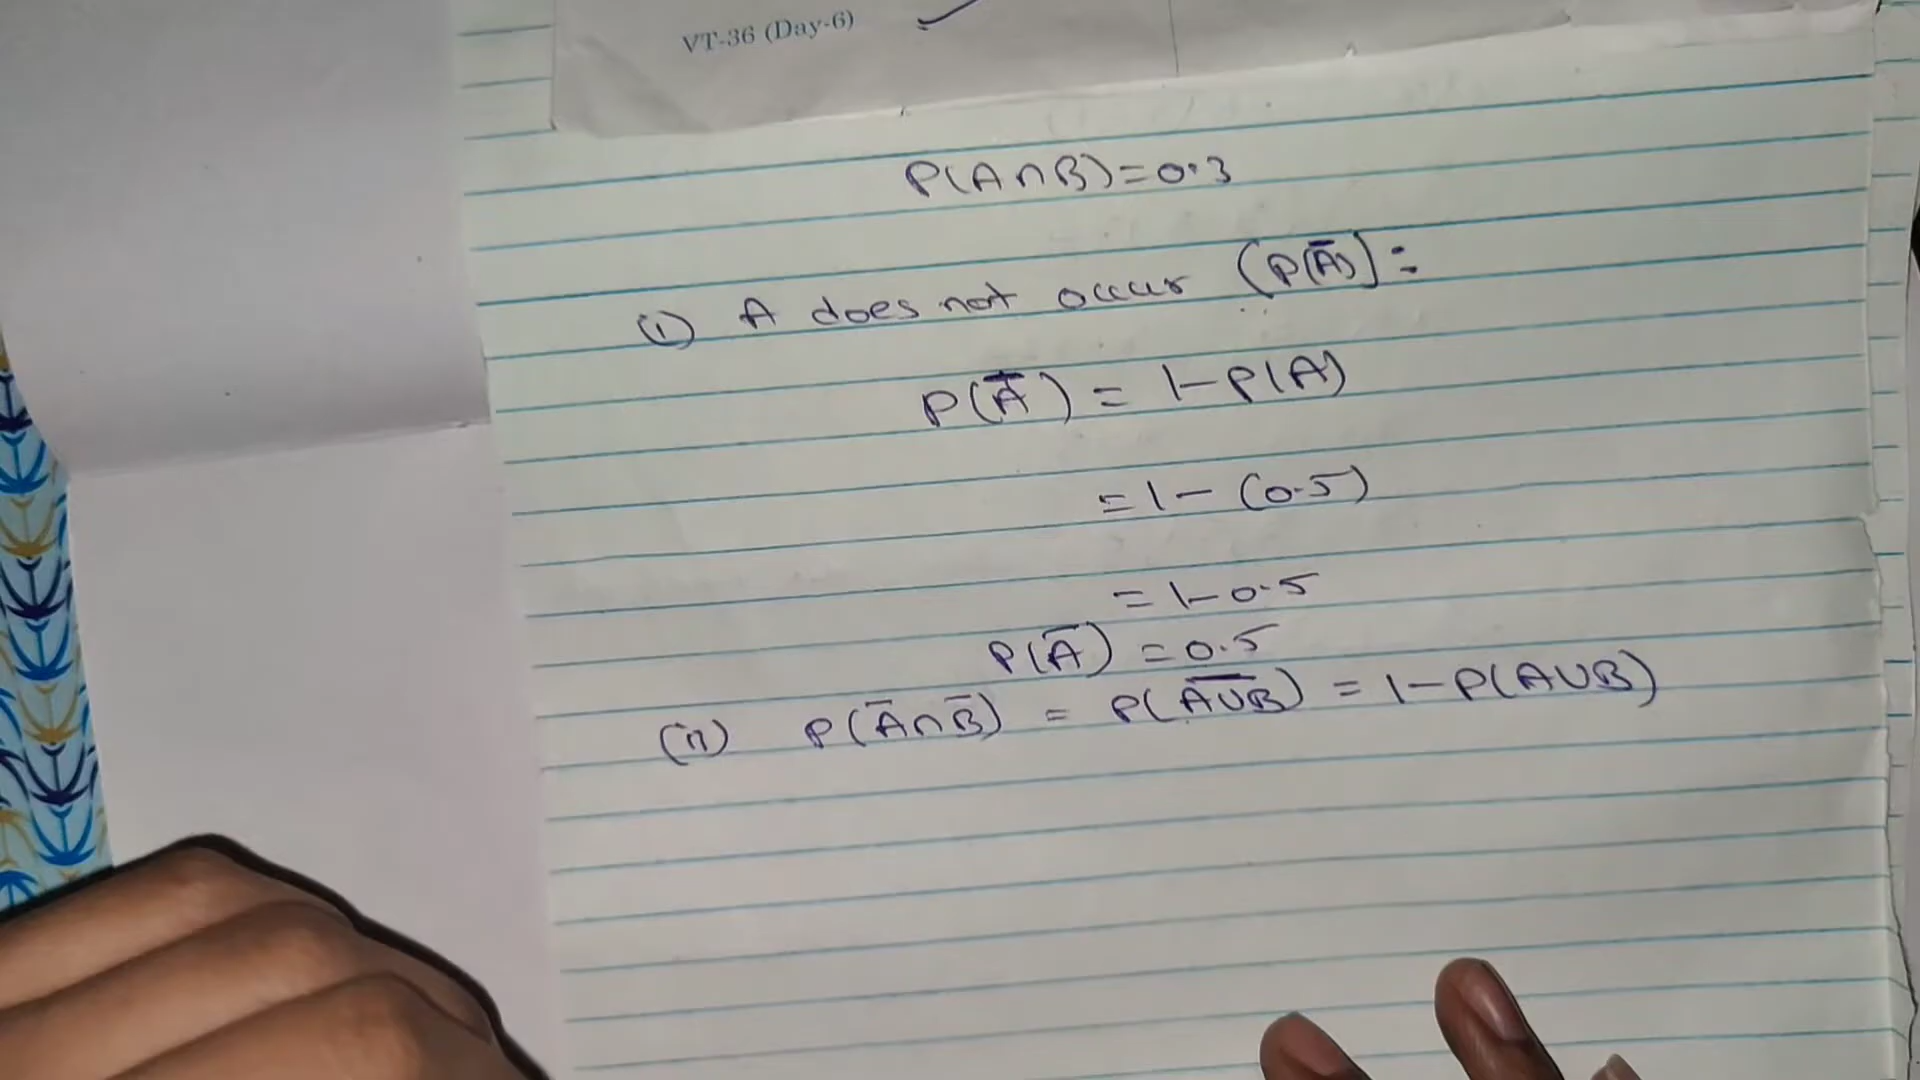 VT-36 (Day-6)
P(A∩B)=0.3
(i) A does not occur (P(A̅)] =
P(A̅) = 1-P(A)
= 1 - (0.5)
= 1-0.5
P(A̅) = 0.5
(ii) P(A̅∩B̅) = P(A̅∪̅B̅) = 1-P(A∪B)